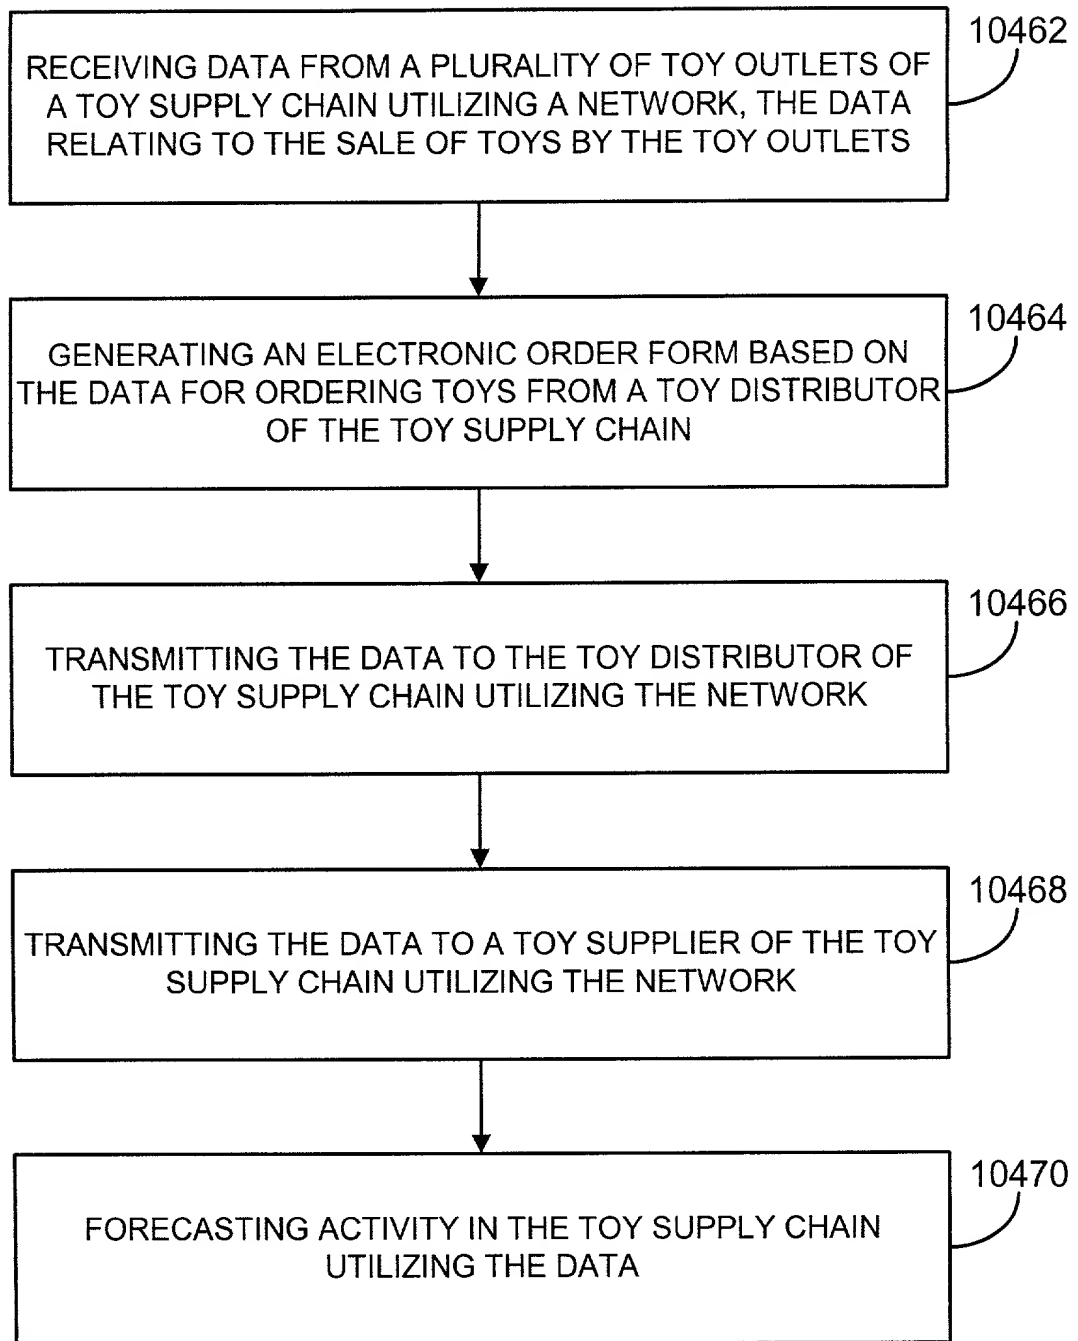 10462
RECEIVING DATA FROM A PLURALITY OF TOY OUTLETS OF
A TOY SUPPLY CHAIN UTILIZING A NETWORK, THE DATA
RELATING TO THE SALE OF TOYS BY THE TOY OUTLETS
10464
GENERATING AN ELECTRONIC ORDER FORM BASED ON
THE DATA FOR ORDERING TOYS FROM A TOY DISTRIBUTOR
OF THE TOY SUPPLY CHAIN
10466
TRANSMITTING THE DATA TO THE TOY DISTRIBUTOR OF
THE TOY SUPPLY CHAIN UTILIZING THE NETWORK
10468
TRANSMITTING THE DATA TO A TOY SUPPLIER OF THE TOY
SUPPLY CHAIN UTILIZING THE NETWORK
10470
FORECASTING ACTIVITY IN THE TOY SUPPLY CHAIN
UTILIZING THE DATA